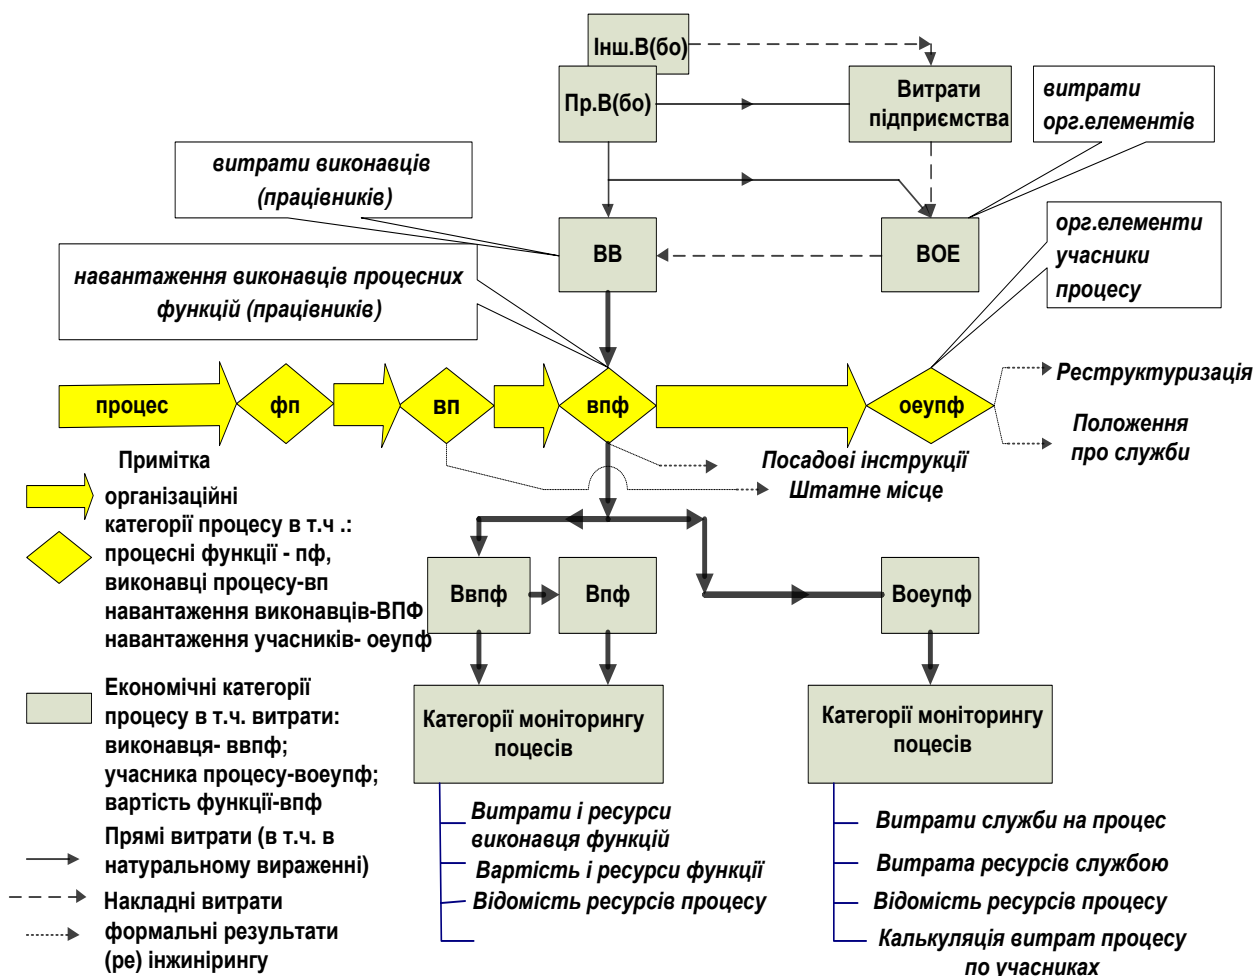 Інш.В(бо)
Пр.В(бо)
Витрати
підприємства
витрати
орг.елементів
витрати виконавців
(працівників)
ВВ
ВОЕ
орг.елементи
учасники
процесу
навантаження виконавців процесних
функцій (працівників)
процес
фп
вп
впф
оеупф
Реструктуризація
Положення
про служби
Посадові інструкції
Штатне місце
Примітка
організаційні
категорії процесу в т.ч .:
процесні функції - пф,
виконавці процесу-вп
навантаження виконавців-ВПФ
навантаження учасників- оеупф
Ввпф
Впф
Воеупф
Економічні категорії
процесу в т.ч. витрати:
виконавця- ввпф;
учасника процесу-воеупф;
вартість функції-впф
Прямі витрати (в т.ч. в
натуральному вираженні)
Накладні витрати
формальні результати
(ре) інжинірингу
Категорії моніторингу
поцесів
Витрати і ресурси
виконавця функцій
Вартість і ресурси функції
Відомість ресурсів процесу
Категорії моніторингу
поцесів
Витрати служби на процес
Витрата ресурсів службою
Відомість ресурсів процесу
Калькуляція витрат процесу
по учасниках